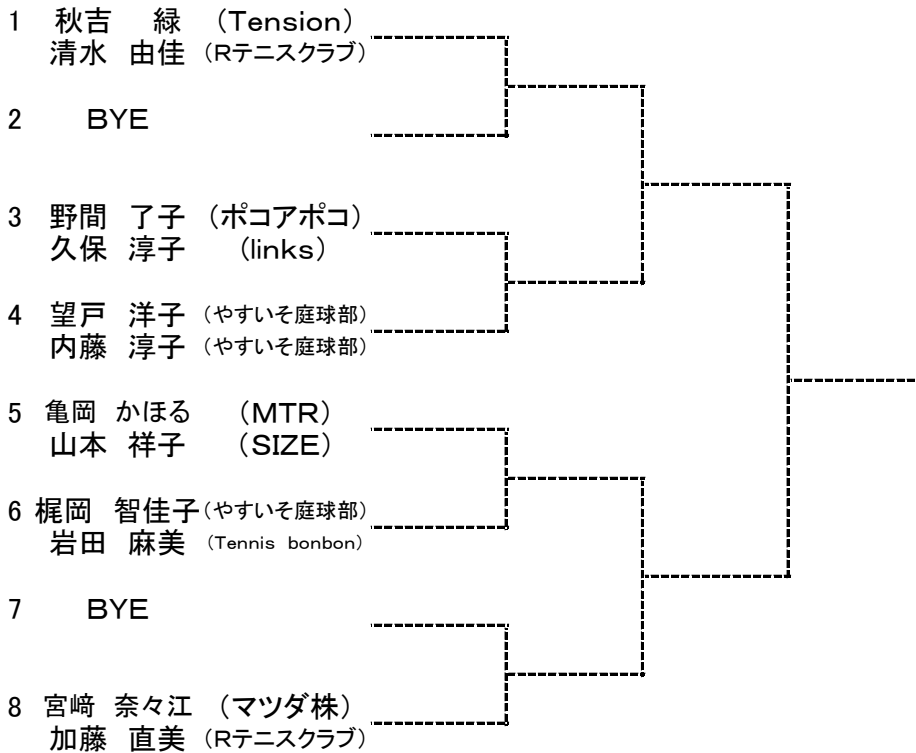 1 秋吉 緑 (Tension)
清水 由佳 (Rテニスクラブ)
2 BYE
3 野間 了子 (ポコアポコ)
久保 淳子 (links)
4 望戸 洋子 (やすいそ庭球部)
内藤 淳子 (やすいそ庭球部)
5 亀岡 かほる (MTR)
山本 祥子 (SIZE)
6 梶岡 智佳子 (やすいそ庭球部)
岩田 麻美 (Tennis bonbon)
7 BYE
8 宮﨑 奈々江 (マツダ株)
加藤 直美 (Rテニスクラブ)